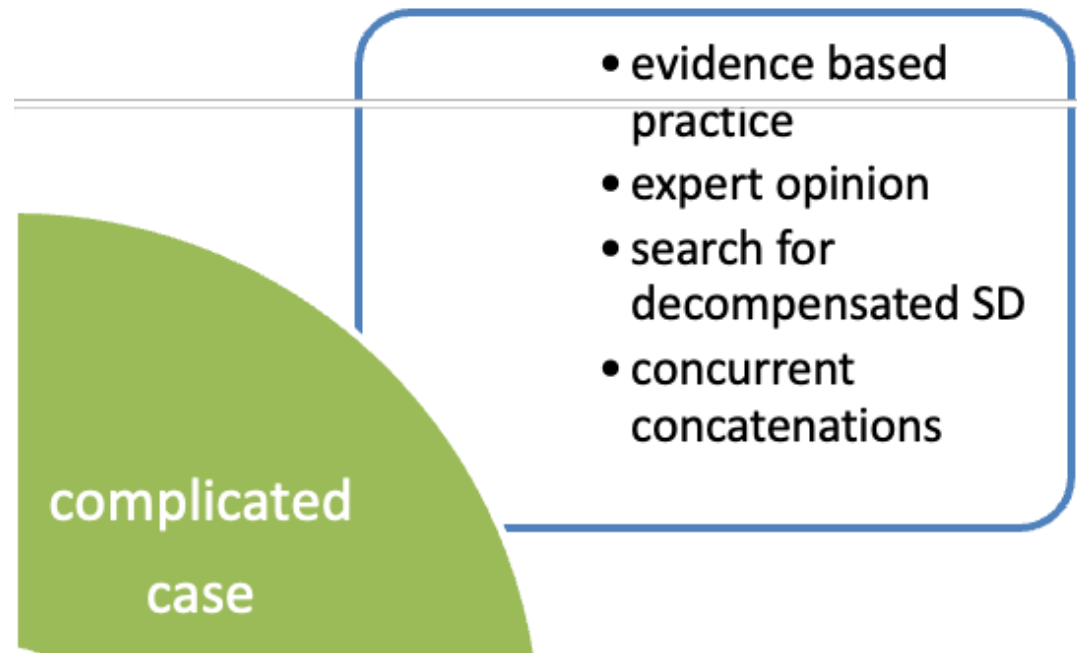 • evidence based
practice
• expert opinion
• search for
decompensated SD
• concurrent
concatenations
complicated
case